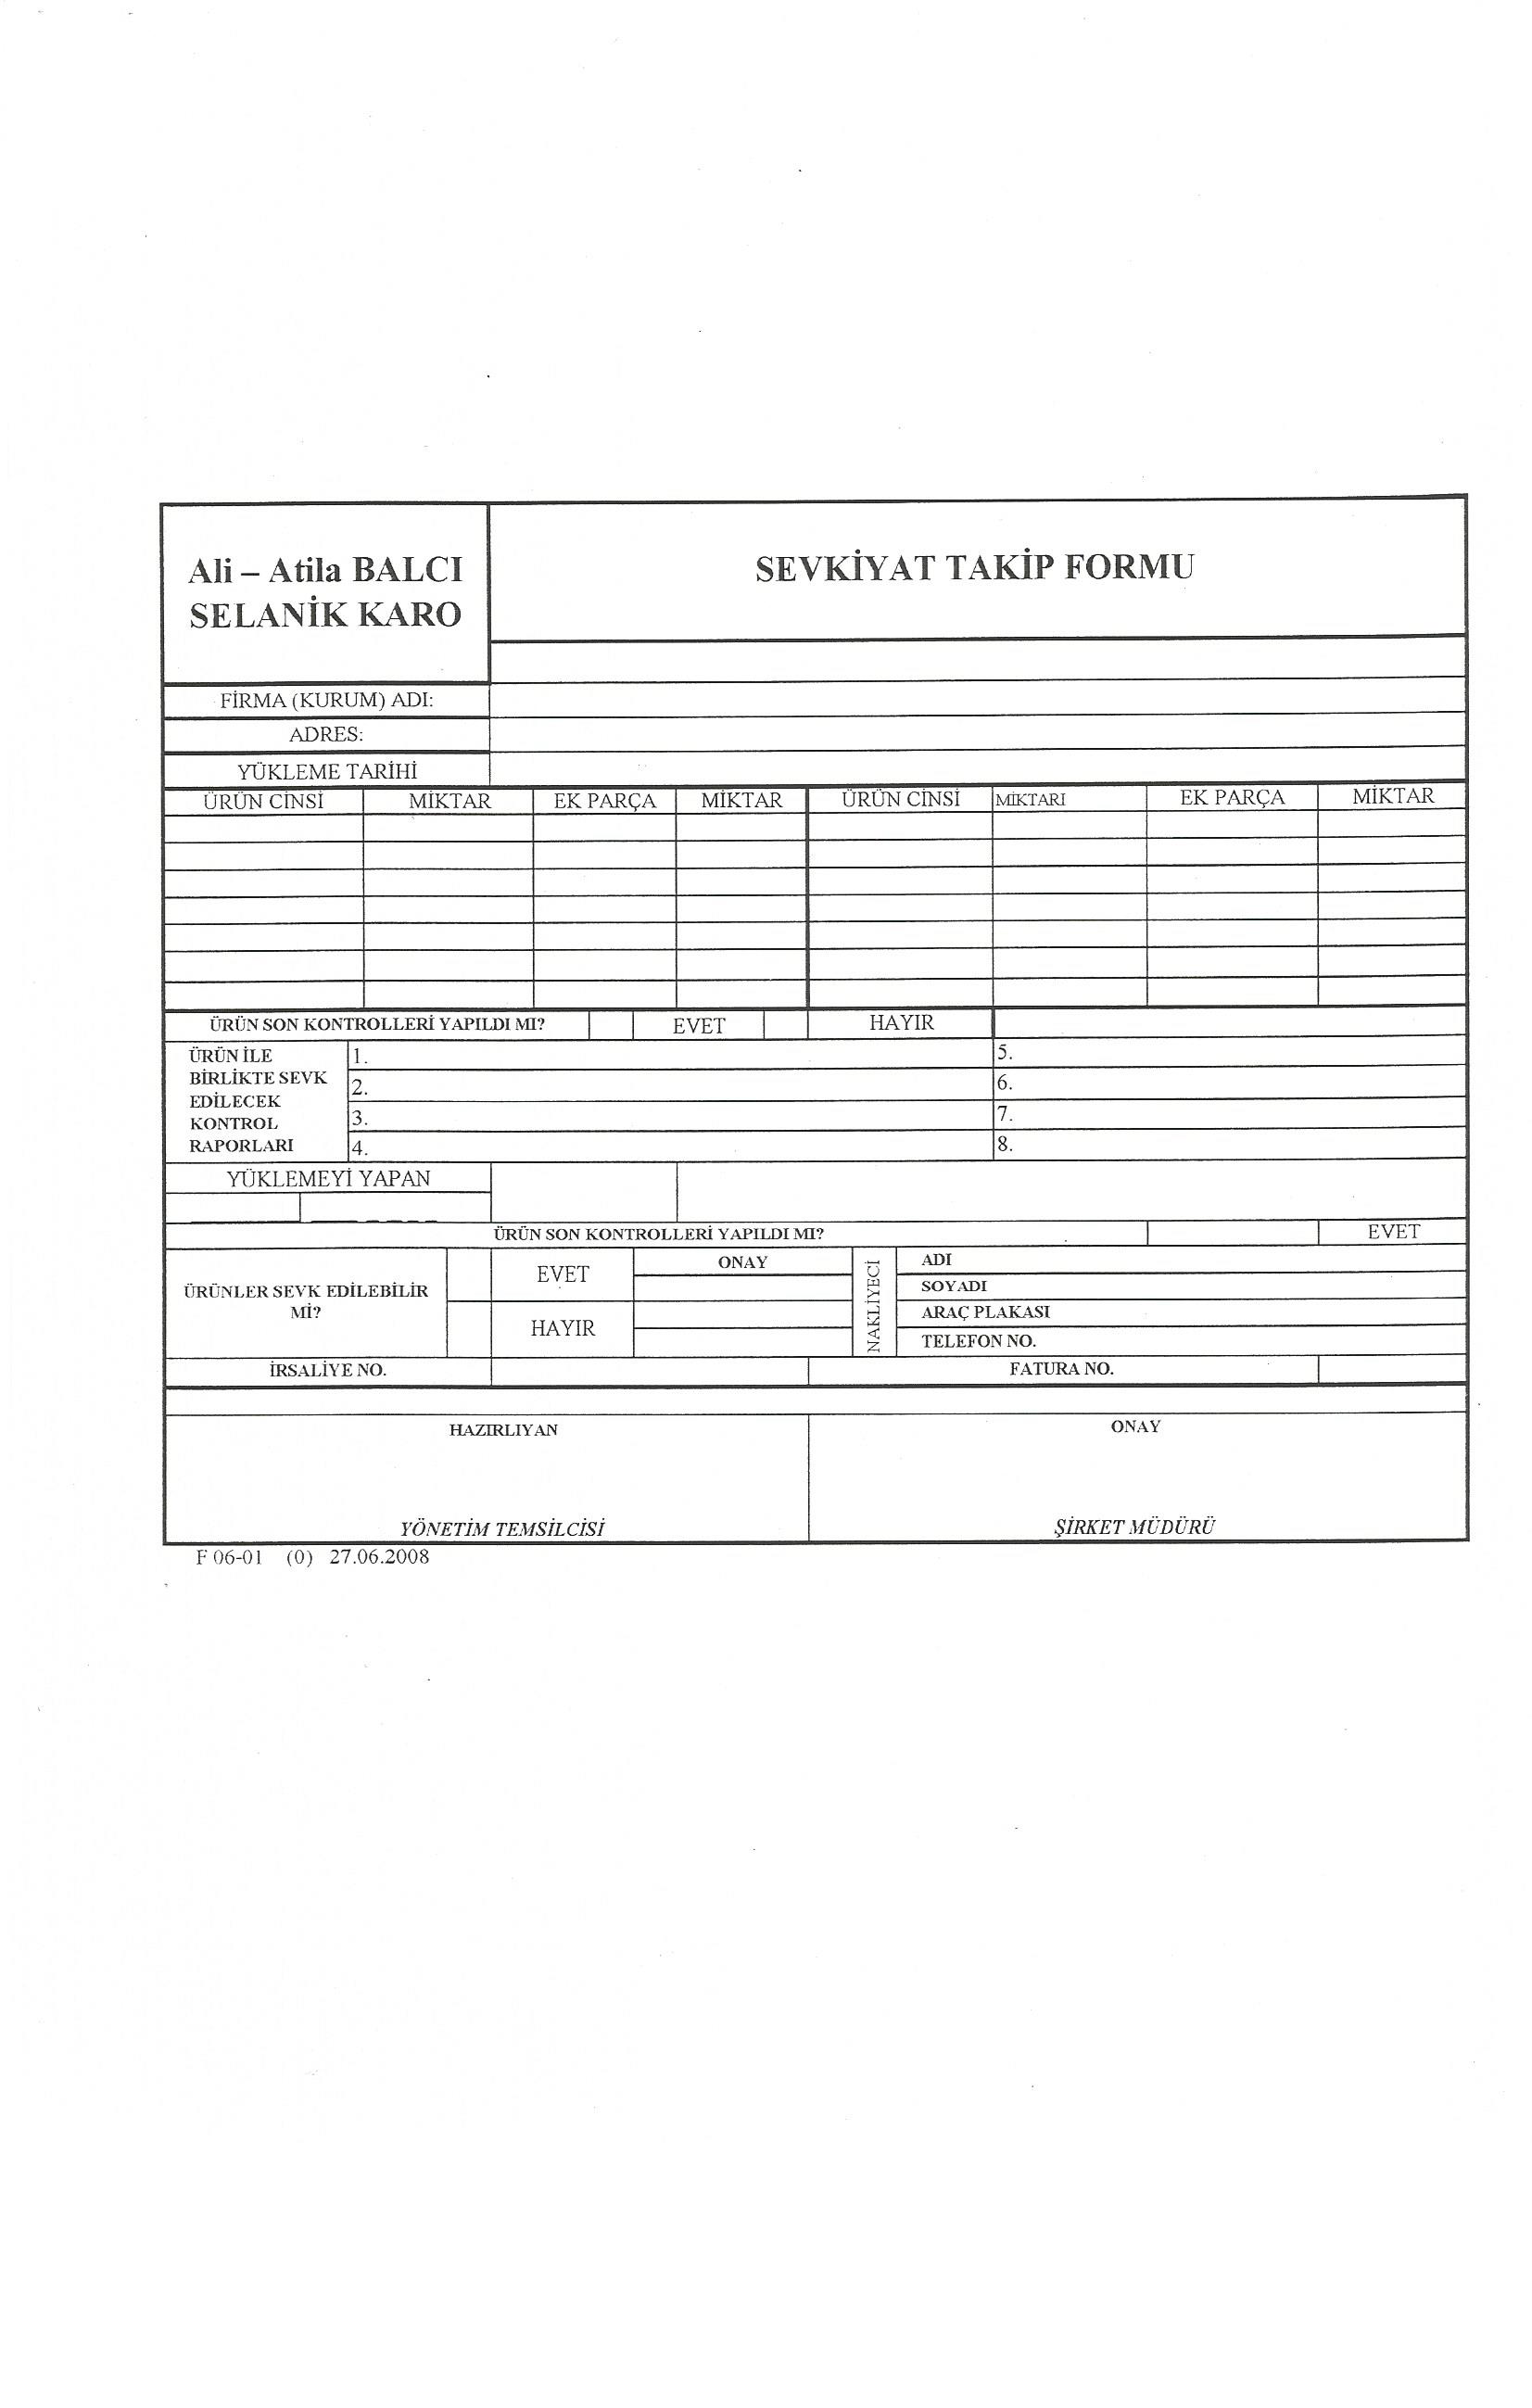 Ali – Atila BALCI
SELANİK KARO
SEVKİYAT TAKİP FORMU
FİRMA (KURUM) ADI:
ADRES:
YÜKLEME TARİHİ
ÜRÜN CİNSİ MİKTAR EK PARÇA MİKTAR ÜRÜN CİNSİ MİKTARI EK PARÇA MİKTAR
ÜRÜN SON KONTROLLERİ YAPILDI MI? EVET HAYIR
ÜRÜN İLE
BİRLİKTE SEVK
EDİLECEK
KONTROL
RAPORLARI
1. 5.
2. 6.
3. 7.
4. 8.
YÜKLEMEYİ YAPAN
ÜRÜN SON KONTROLLERİ YAPILDI MI? EVET
ÜRÜNLER SEVK EDİLEBİLİR
Mİ?
EVET
HAYIR
ONAY
NAKLİYECİ
ADI
SOYADI
ARAÇ PLAKASI
TELEFON NO.
İRSALİYE NO. FATURA NO.
HAZIRLIYAN ONAY
YÖNETİM TEMSİLCİSİ ŞİRKET MÜDÜRÜ
F 06-01 (0) 27.06.2008